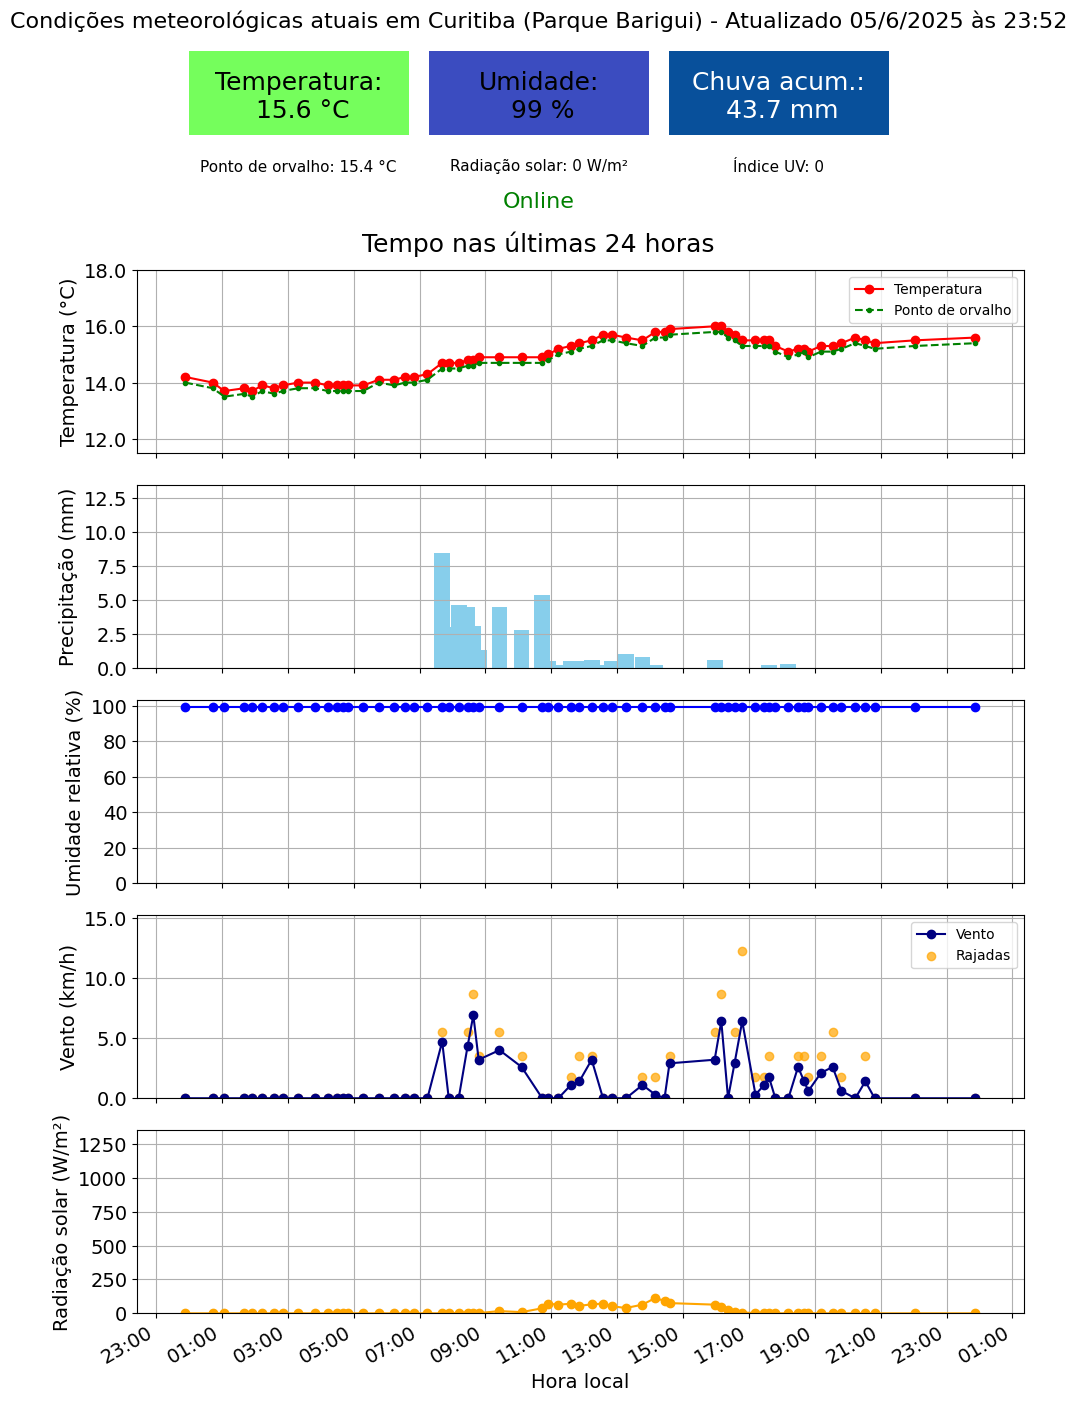 Condições meteorológicas atuais em Curitiba (Parque Barigui) - Atualizado 05/6/2025 às 23:52
Temperatura:
15.6 °C
Umidade:
99 %
Chuva acum.:
43.7 mm
Ponto de orvalho: 15.4 °C
Radiação solar: 0 W/m²
Índice UV: 0
Online
Tempo nas últimas 24 horas
Temperatura (°C)
18.0
16.0
14.0
12.0
Temperatura
Ponto de orvalho
Precipitação (mm)
12.5
10.0
7.5
5.0
2.5
0.0
Umidade relativa (%)
100
80
60
40
20
0
Vento (km/h)
15.0
10.0
5.0
0.0
Vento
Rajadas
Radiação solar (W/m²)
1250
1000
750
500
250
0
23:00 01:00 03:00 05:00 07:00 09:00 11:00 13:00 15:00 17:00 19:00 21:00 23:00 01:00
Hora local